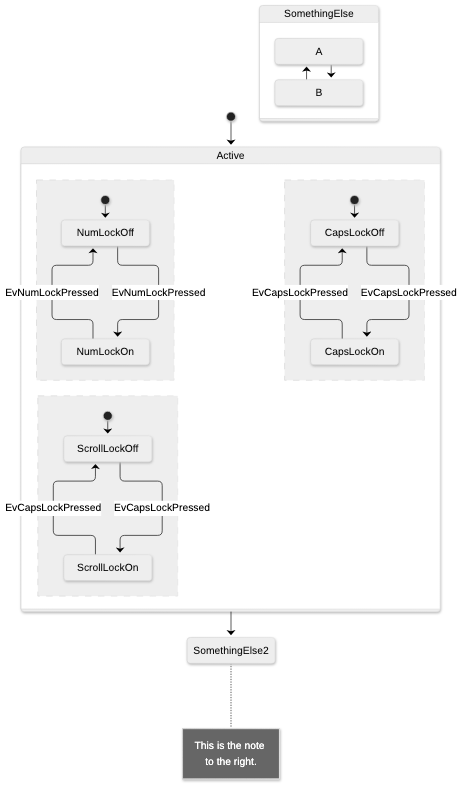 SomethingElse
A
B
Active
NumLockOff
EvNumLockPressed
EvNumLockPressed
NumLockOn
CapsLockOff
EvCapsLockPressed
EvCapsLockPressed
CapsLockOn
ScrollLockOff
EvCapsLockPressed
EvCapsLockPressed
ScrollLockOn
SomethingElse2
This is the note
to the right.